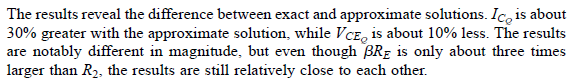 The results reveal the difference between exact and approximate solutions. I_{C_Q} is about
30% greater with the approximate solution, while V_{CE_Q} is about 10% less. The results
are notably different in magnitude, but even though βR_E is only about three times
larger than R_2, the results are still relatively close to each other.